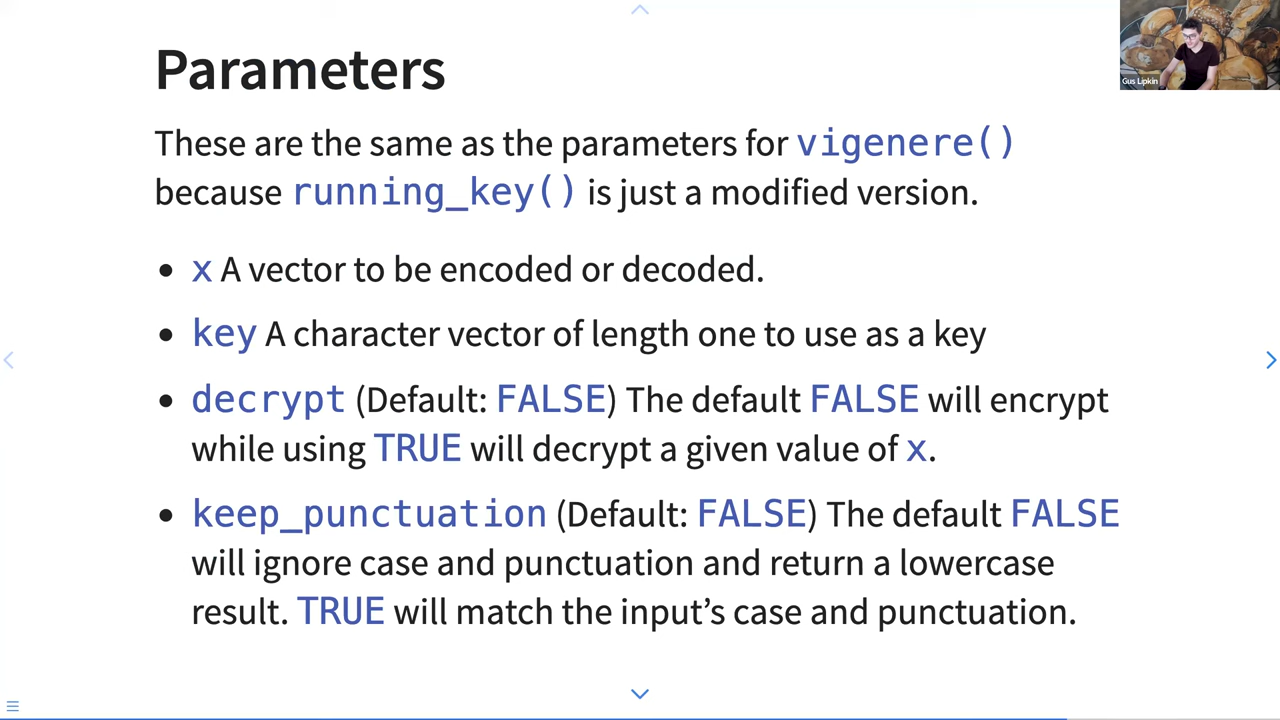 Parameters
Gus Lipkin
These are the same as the parameters for vigenere()
because running_key() is just a modified version.
• x A vector to be encoded or decoded.
• key A character vector of length one to use as a key
• decrypt (Default: FALSE) The default FALSE will encrypt
while using TRUE will decrypt a given value of x.
• keep_punctuation (Default: FALSE) The default FALSE
will ignore case and punctuation and return a lowercase
result. TRUE will match the input’s case and punctuation.